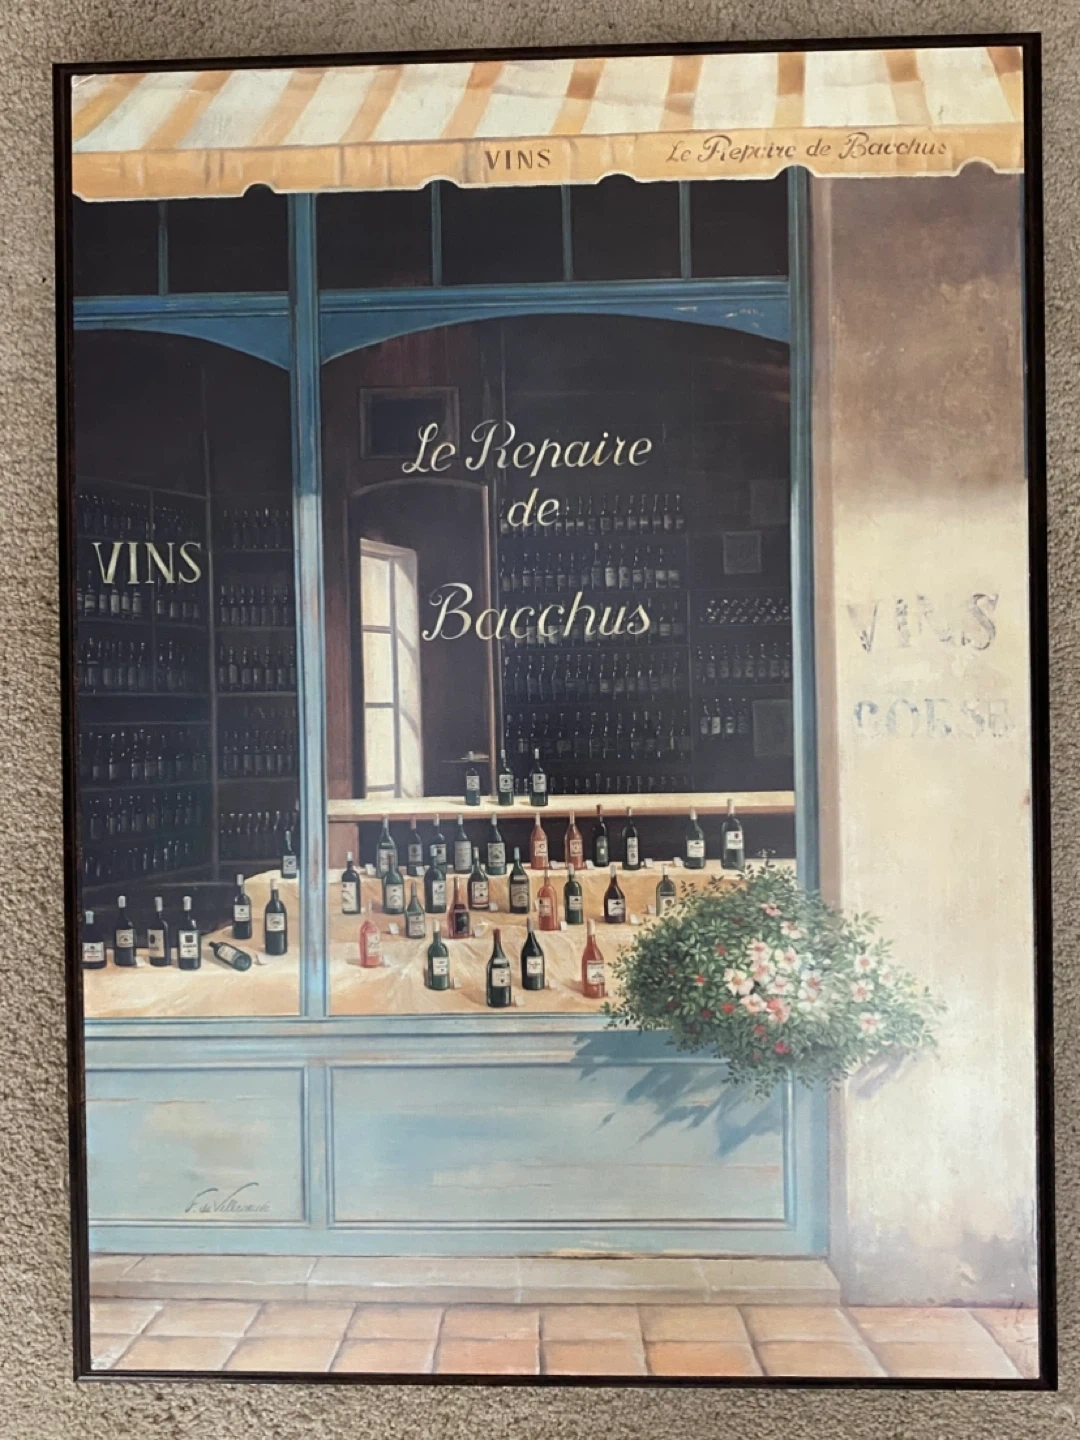 VINS Le Repaire de Bacchus
Le Repaire
de
Bacchus
VINS
VINS
CORSE